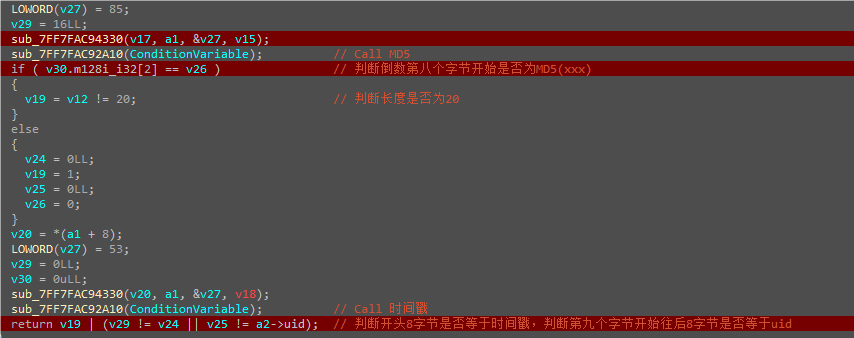 LOWORD(v27) = 85;
v29 = 16LL;
sub_7FF7FAC94330(v17, a1, &v27, v15);
sub_7FF7FAC92A10(ConditionVariable); // Call MD5
if ( v30.m128i_i32[2] == v26 ) // 判断倒数第八个字节开始是否为MD5(xxx)
{
v19 = v12 != 20; // 判断长度是否为20
}
else
{
v24 = 0LL;
v19 = 1;
v25 = 0LL;
v26 = 0;
}
v20 = *(a1 + 8);
LOWORD(v27) = 53;
v29 = 0LL;
v30 = 0uLL;
sub_7FF7FAC94330(v20, a1, &v27, v18);
sub_7FF7FAC92A10(ConditionVariable); // Call 时间戳
return v19 | (v29 != v24 || v25 != a2->uid); // 判断开头8字节是否等于时间戳，判断第九个字节开始往后8字节是否等于uid